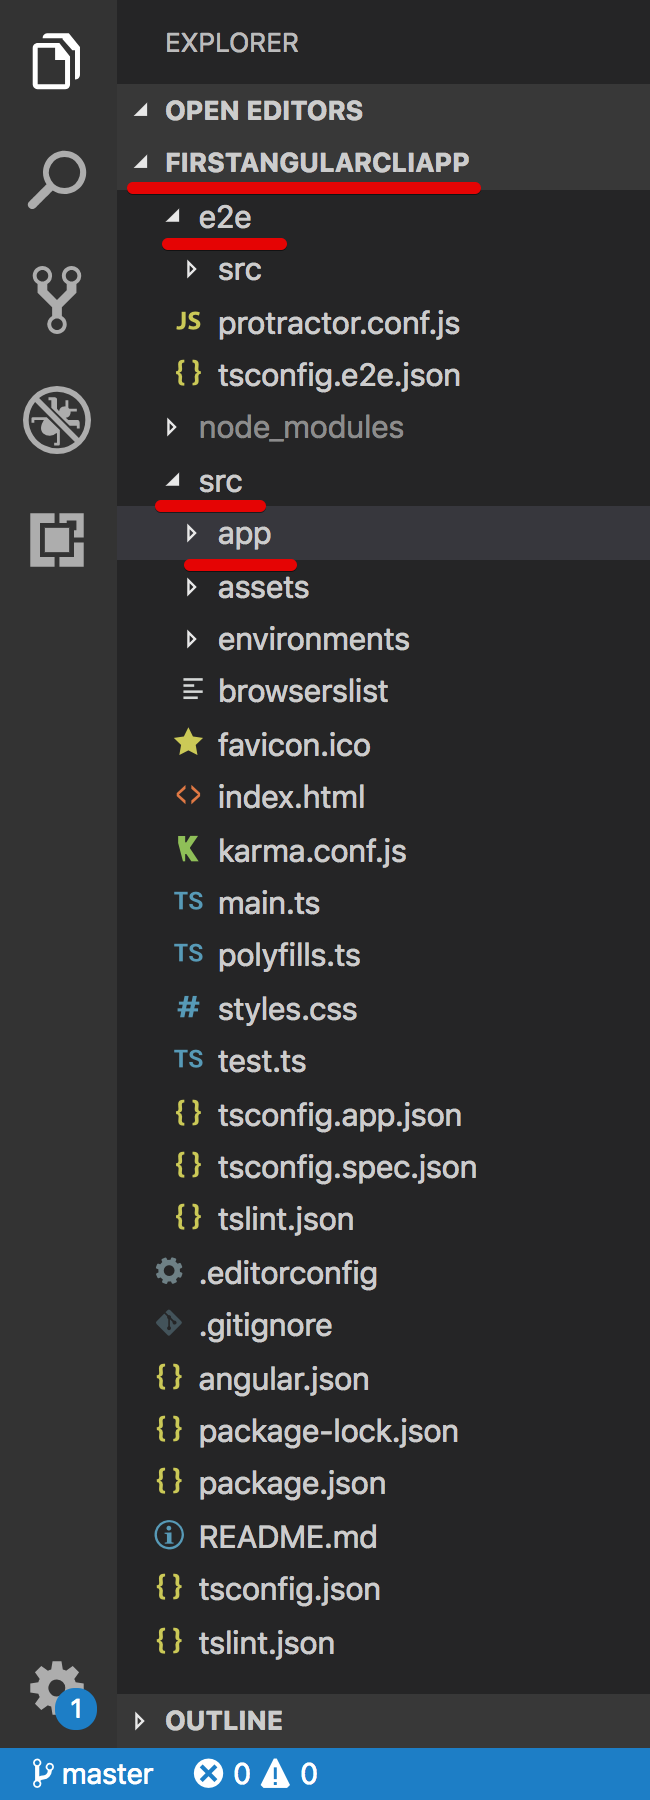 EXPLORER
OPEN EDITORS
FIRSTANGULARCLIAPP
e2e
src
JS protractor.conf.js
{} tsconfig.e2e.json
node_modules
src
app
assets
environments
browserslist
favicon.ico
<> index.html
karma.conf.js
TS main.ts
TS polyfills.ts
# styles.css
TS test.ts
{} tsconfig.app.json
{} tsconfig.spec.json
{} tslint.json
.editorconfig
.gitignore
{} angular.json
{} package-lock.json
{} package.json
README.md
{} tsconfig.json
{} tslint.json
1
OUTLINE
master 0 0